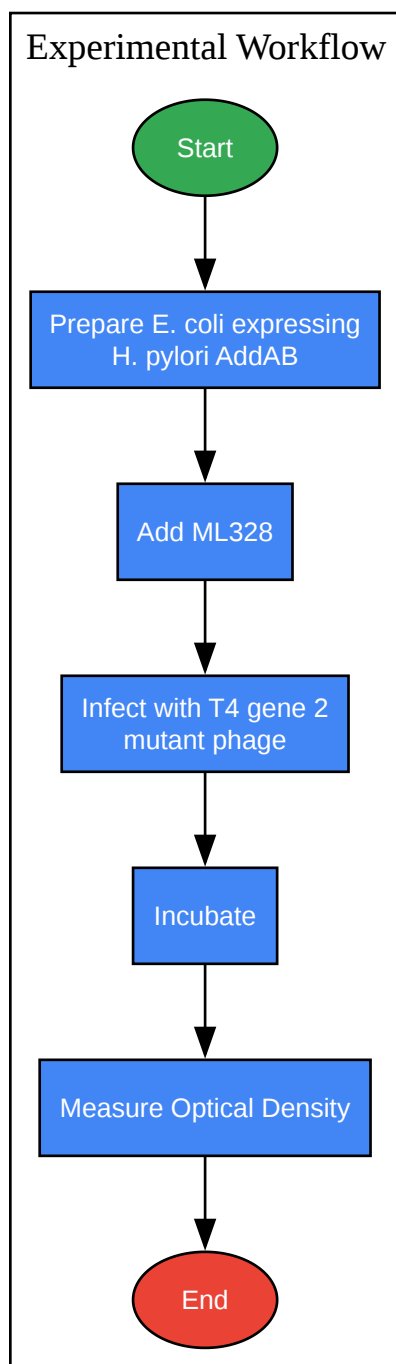 Experimental Workflow
Start
Prepare E. coli expressing
H. pylori AddAB
Add ML328
Infect with T4 gene 2
mutant phage
Incubate
Measure Optical Density
End